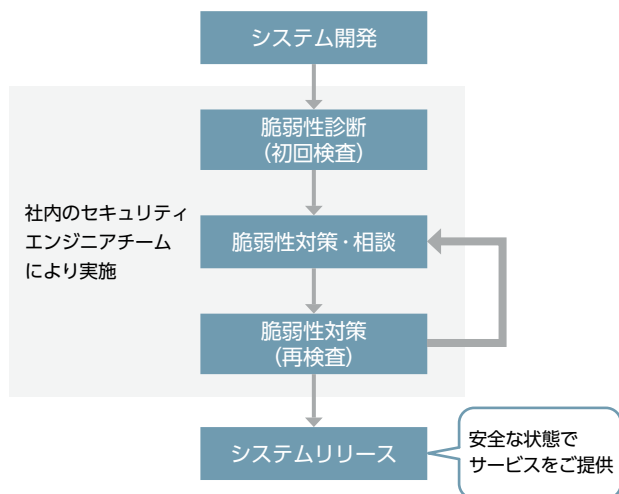 システム開発
脆弱性診断
(初回検査)
社内のセキュリティ
エンジニアチーム
により実施
脆弱性対策・相談
脆弱性対策
(再検査)
システムリリース
安全な状態で
サービスをご提供